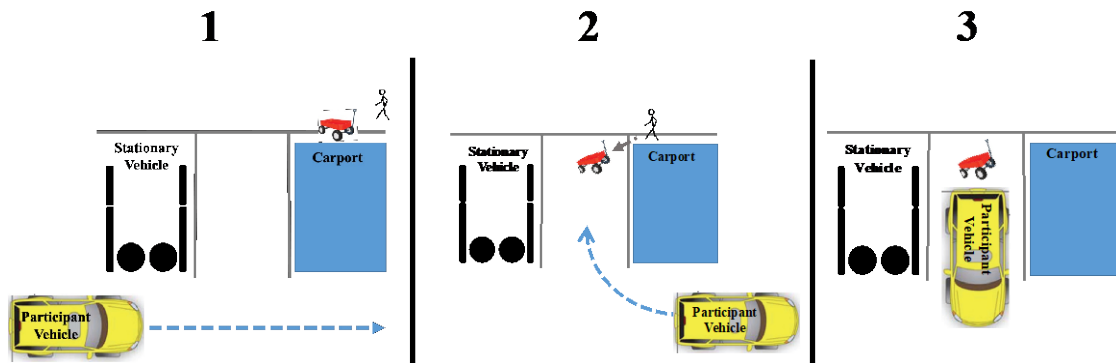 1
2
3
Stationary
Vehicle
Carport
Participant
Vehicle
Stationary
Vehicle
Carport
Participant
Vehicle
Stationary
Vehicle
Carport
Participant
Vehicle